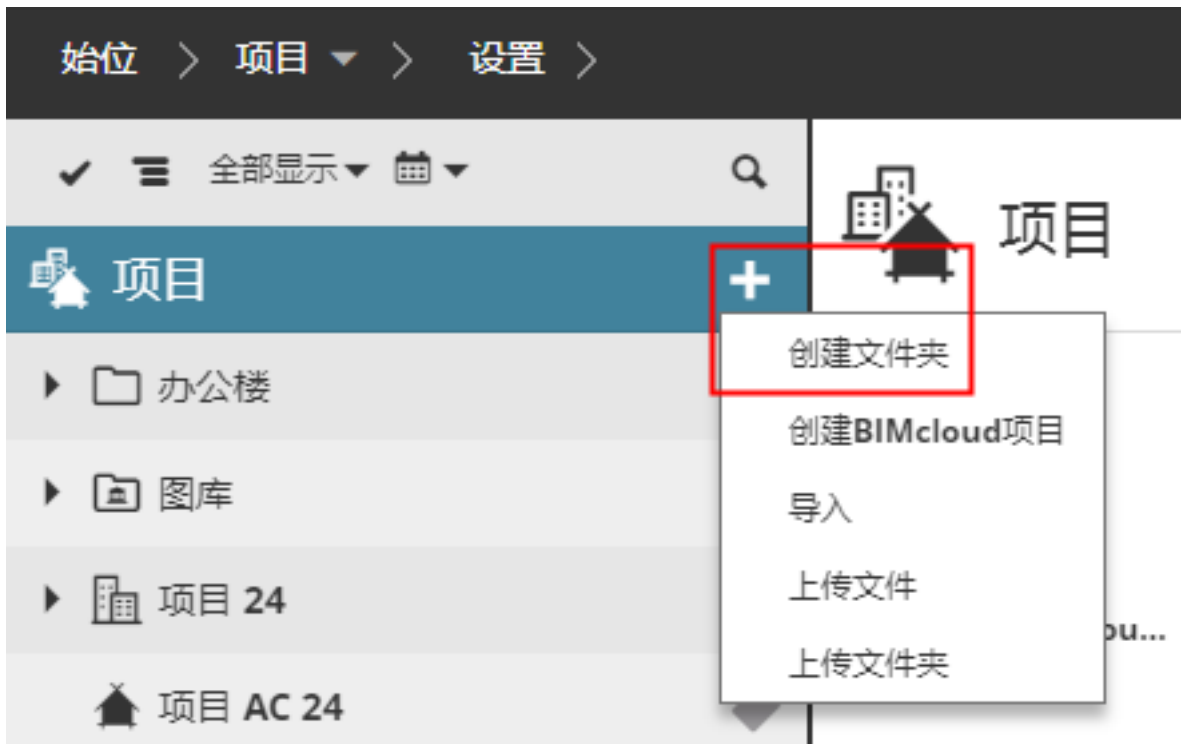 始位 > 项目 > 设置 >
全部显示
项目
项目
创建文件夹
办公楼
创建BIMcloud项目
图库
导入
项目 24
上传文件
ou...
上传文件夹
项目 AC 24